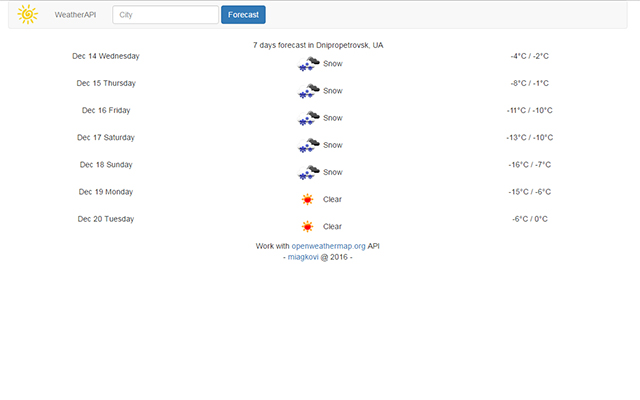 WeatherAPI City Forecast
7 days forecast in Dnipropetrovsk, UA
Dec 14 Wednesday Snow -4°C / -2°C
Dec 15 Thursday Snow -8°C / -1°C
Dec 16 Friday Snow -11°C / -10°C
Dec 17 Saturday Snow -13°C / -10°C
Dec 18 Sunday Snow -16°C / -7°C
Dec 19 Monday Clear -15°C / -6°C
Dec 20 Tuesday Clear -6°C / 0°C
Work with openweathermap.org API
- miagkovi @ 2016 -